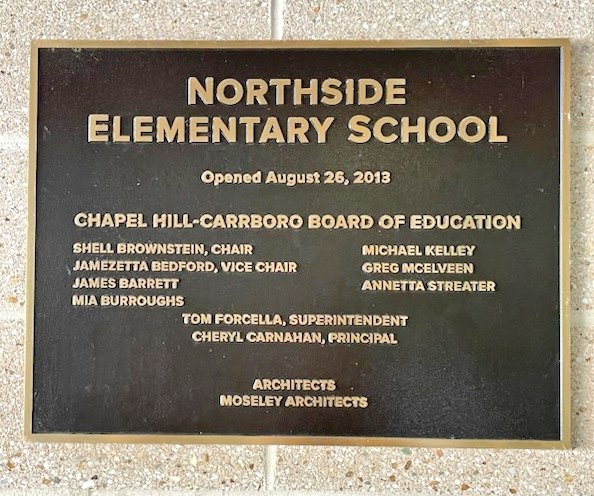 NORTHSIDE
ELEMENTARY SCHOOL
Opened August 26, 2013
CHAPEL HILL-CARRBORO BOARD OF EDUCATION
SHELL BROWNSTEIN, CHAIR
JAMEZETTA BEDFORD, VICE CHAIR
JAMES BARRETT
MIA BURROUGHS
MICHAEL KELLEY
GREG MCELVEEN
ANNETTA STREATER
TOM FORCELLA, SUPERINTENDENT
CHERYL CARNAHAN, PRINCIPAL
ARCHITECTS
MOSELEY ARCHITECTS